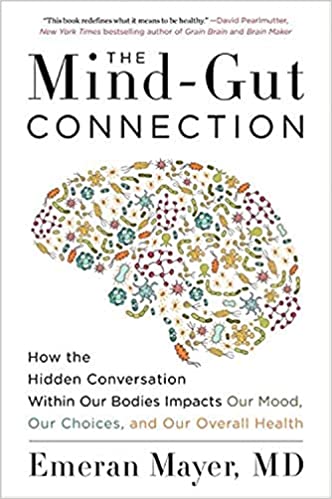 "This book redefines what it means to be healthy."—David Pearlmutter,
New York Times bestselling author of Grain Brain and Brain Maker
THE
Mind-Gut
CONNECTION
How the
Hidden Conversation
Within Our Bodies Impacts Our Mood,
Our Choices, and Our Overall Health
Emeran Mayer, MD